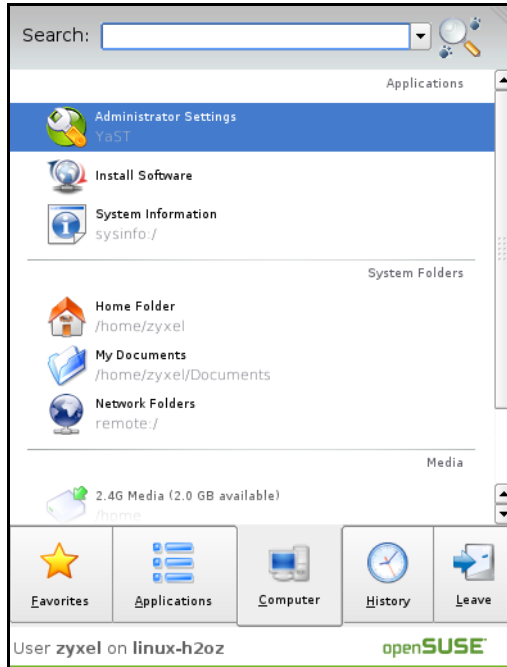 Search:
Applications
Administrator Settings
YaST
Install Software
System Information
sysinfo:/
System Folders
Home Folder
/home/zyxel
My Documents
/home/zyxel/Documents
Network Folders
remote:/
Media
2.4G Media (2.0 GB available)
/home
Favorites Applications Computer History Leave
User zyxel on linux-h2oz openSUSE